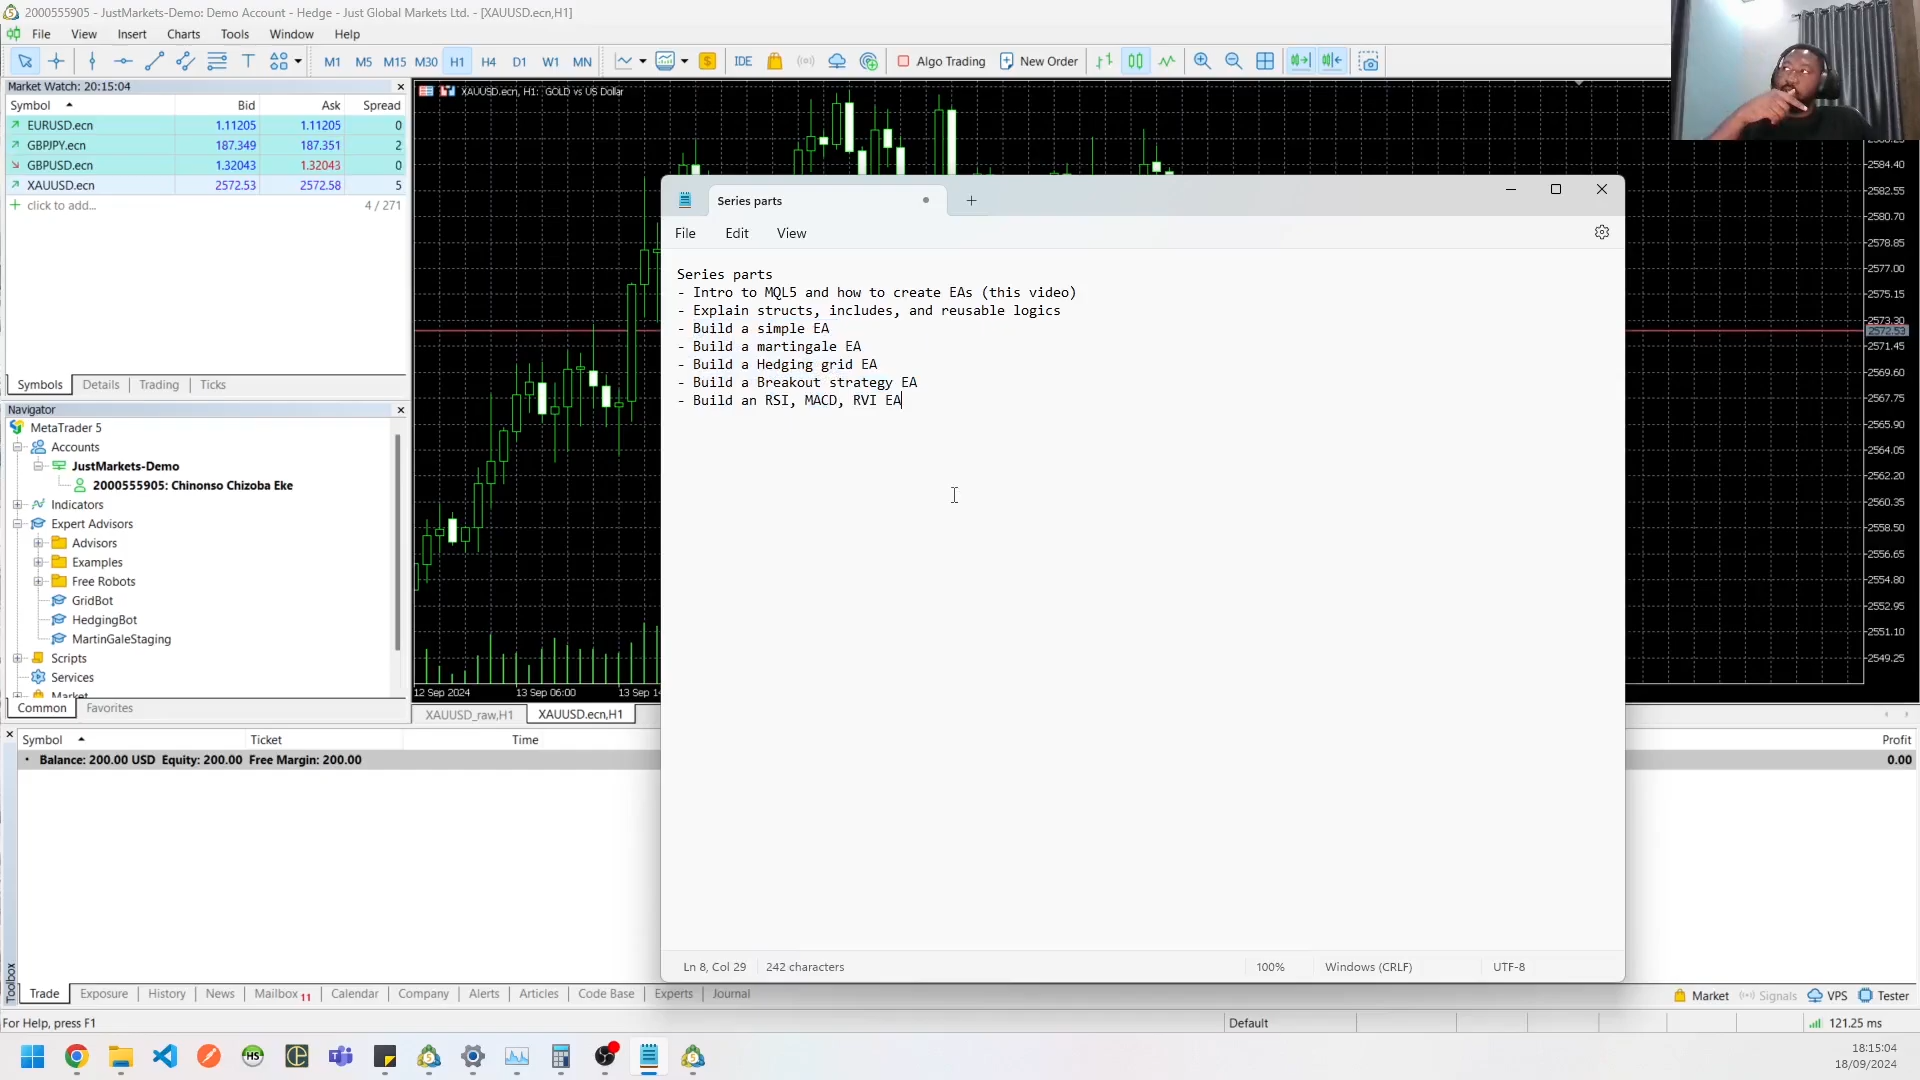 2000555905 - JustMarkets-Demo: Demo Account - Hedge - Just Global Markets Ltd. - [XAUUSD.ecn,H1]
File View Insert Charts Tools Window Help
M1 M5 M15 M30 H1 H4 D1 W1 MN IDE Algo Trading New Order
Market Watch: 20:15:04
Symbol Bid Ask Spread
EURUSD.ecn 1.11205 1.11205 0
GBPJPY.ecn 187.349 187.351 2
GBPUSD.ecn 1.32043 1.32043 0
XAUUSD.ecn 2572.53 2572.58 5
click to add... 4 / 271
Symbols Details Trading Ticks
Navigator
MetaTrader 5
Accounts
JustMarkets-Demo
2000555905: Chinonso Chizoba Eke
Indicators
Expert Advisors
Advisors
Examples
Free Robots
GridBot
HedgingBot
MartinGaleStaging
Scripts
Services
Market
Common Favorites
XAUUSD.ecn, H1: GOLD vs US Dollar
2584.40
2582.55
2580.70
2578.85
2577.00
2575.15
2573.30
2572.53
2571.45
2569.60
2567.75
2565.90
2564.05
2562.20
2560.35
2558.50
2556.65
2554.80
2552.95
2551.10
2549.25
12 Sep 2024 13 Sep 06:00 13 Sep 14
XAUUSD_raw,H1 XAUUSD.ecn,H1
Series parts
File Edit View
Series parts
- Intro to MQL5 and how to create EAs (this video)
- Explain structs, includes, and reusable logics
- Build a simple EA
- Build a martingale EA
- Build a Hedging grid EA
- Build a Breakout strategy EA
- Build an RSI, MACD, RVI EA
Ln 8, Col 29 242 characters 100% Windows (CRLF) UTF-8
Symbol Ticket Time Profit
Balance: 200.00 USD Equity: 200.00 Free Margin: 200.00 0.00
Toolbox
Trade Exposure History News Mailbox 11 Calendar Company Alerts Articles Code Base Experts Journal
Market Signals VPS Tester
For Help, press F1 Default 121.25 ms
18:15:04
18/09/2024